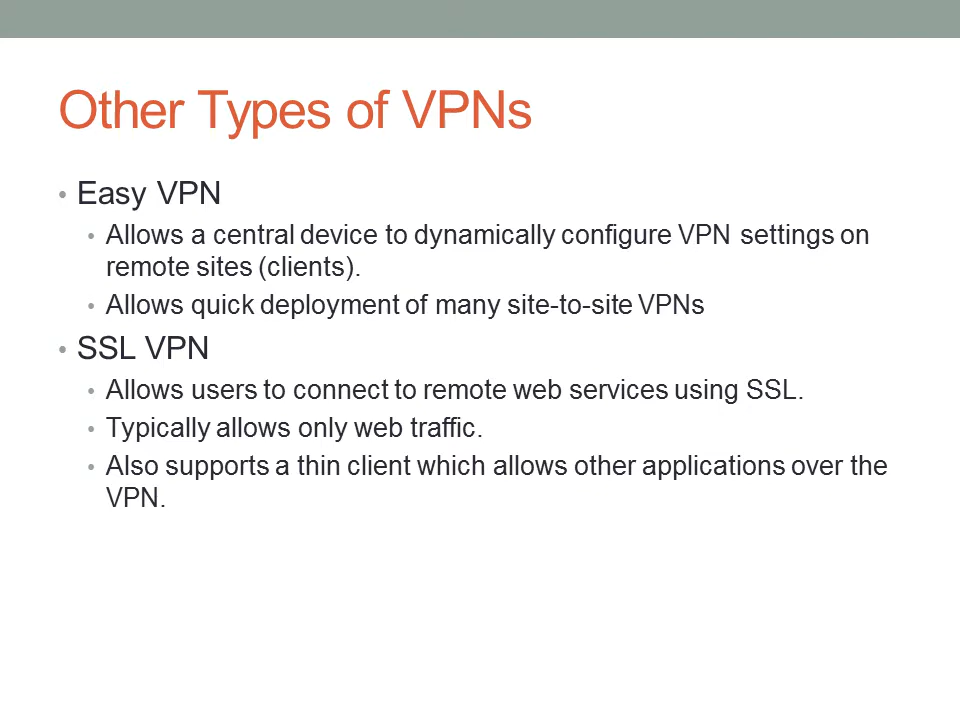 Other Types of VPNs
• Easy VPN
• Allows a central device to dynamically configure VPN settings on
remote sites (clients).
• Allows quick deployment of many site-to-site VPNs
• SSL VPN
• Allows users to connect to remote web services using SSL.
• Typically allows only web traffic.
• Also supports a thin client which allows other applications over the
VPN.